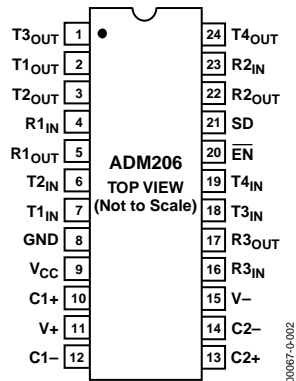 T3OUT 1
T1OUT 2
T2OUT 3
R1IN 4
R1OUT 5
T2IN 6
T1IN 7
GND 8
VCC 9
C1+ 10
V+ 11
C1– 12
ADM206
TOP VIEW
(Not to Scale)
24 T4OUT
23 R2IN
22 R2OUT
21 SD
20 E̅N̅
19 T4IN
18 T3IN
17 R3OUT
16 R3IN
15 V–
14 C2–
13 C2+
00067-0-002